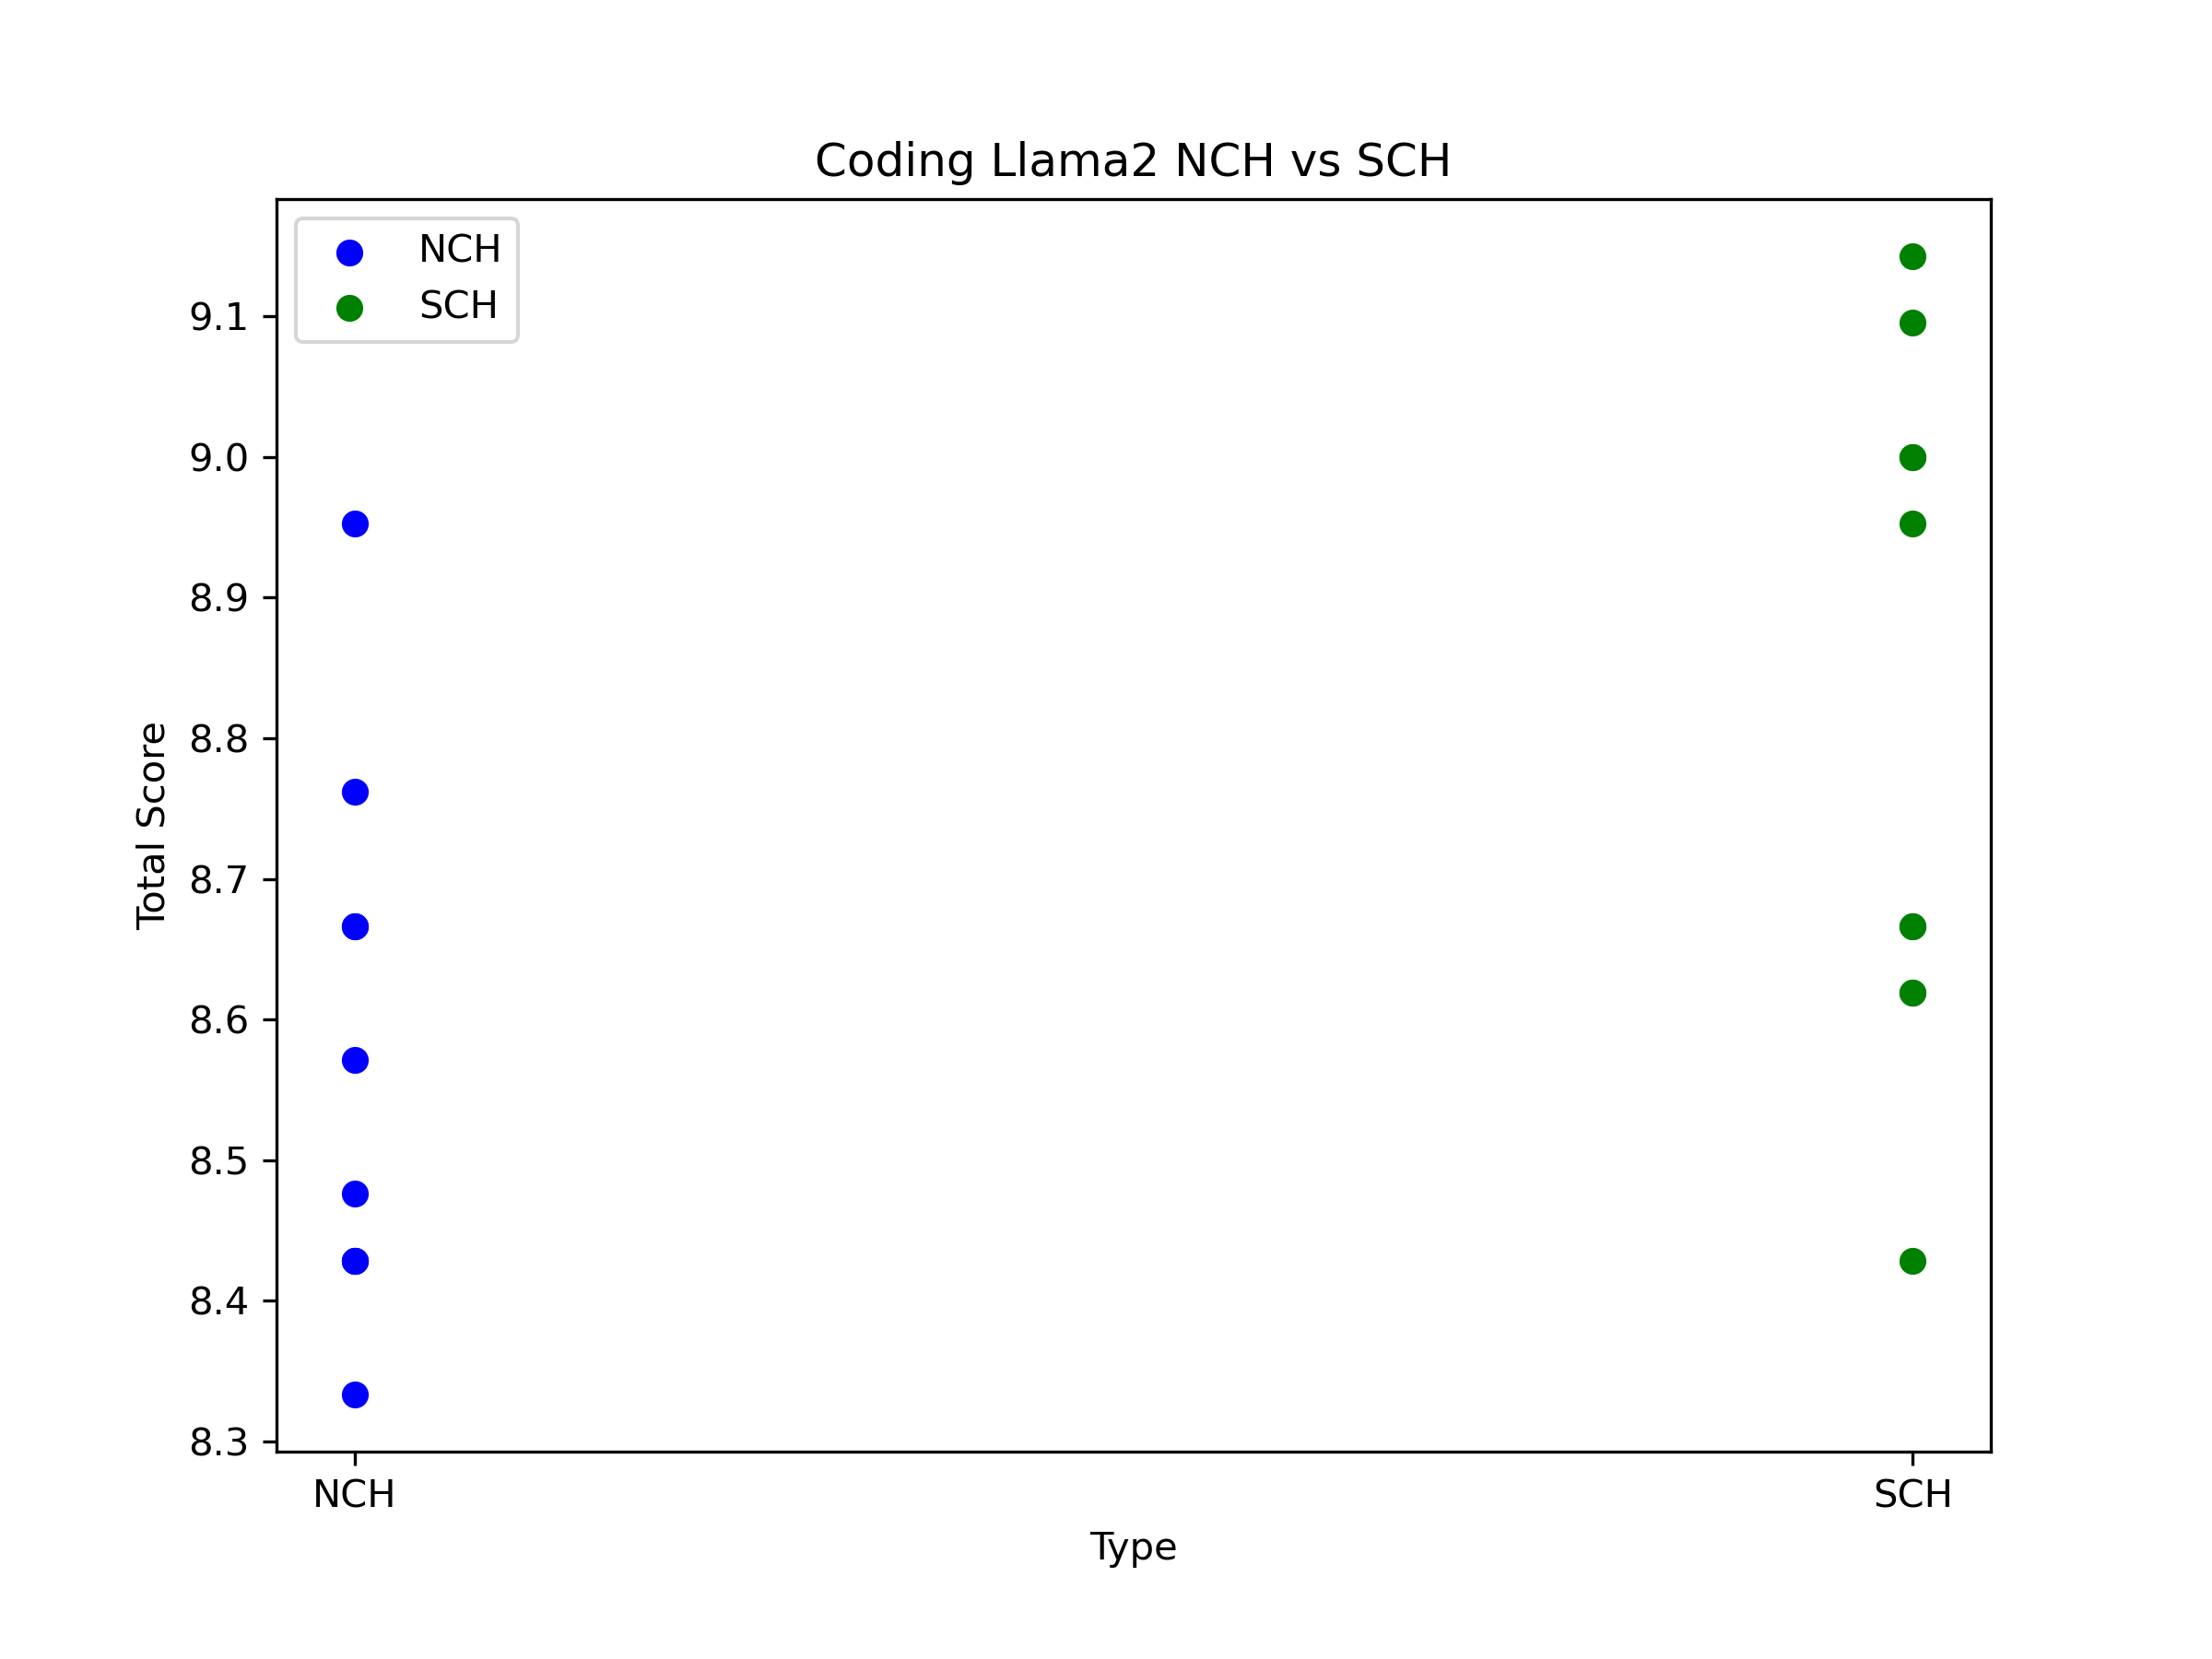 Coding Llama2 NCH vs SCH
NCH
SCH
9.1
9.0
8.9
8.8
8.7
8.6
8.5
8.4
8.3
Total Score
NCH
SCH
Type